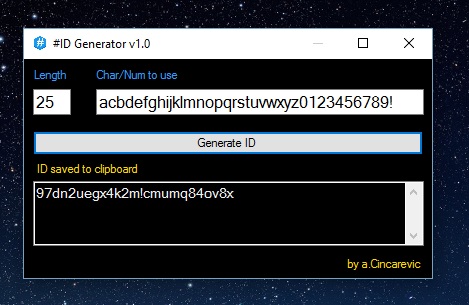 #ID Generator v1.0
Length Char/Num to use
25 acbdefghijklmnopqrstuvwxyz0123456789!
Generate ID
ID saved to clipboard
97dn2uegx4k2m!cmumq84ov8x
by a.Cincarevic